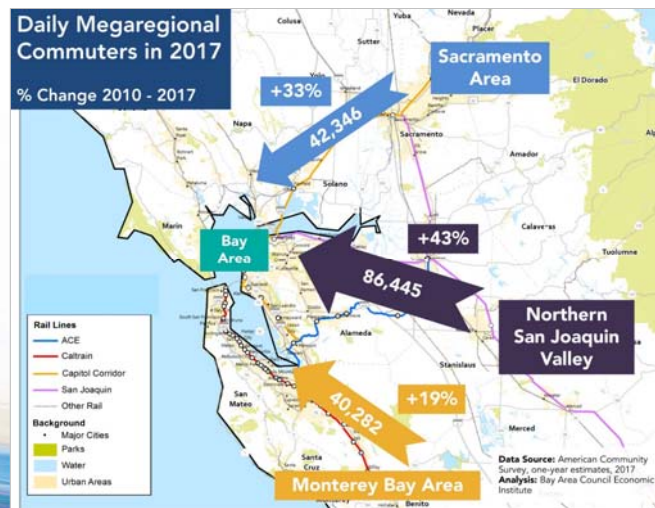 Daily Megaregional
Commuters in 2017
% Change 2010 - 2017
Colusa
Yuba
Nevada
Placer
Sutter
+33%
42,346
Sacramento
Area
El Dorado
Napa
Sacramento
Amador
Solano
Marin
Calaveras
Bay
Area
+43%
Tuolumne
86,445
Northern
San Joaquin
Valley
Rail Lines
ACE
Caltrain
Capitol Corridor
San Joaquin
Other Rail
Background
Major Cities
Parks
Water
Urban Areas
Alameda
Stanislaus
San
Mateo
40,282
+19%
Merced
Santa
Cruz
Monterey Bay Area
Benito
Data Source: American Community
Survey, one-year estimates, 2017
Analysis: Bay Area Council Economic
Institute